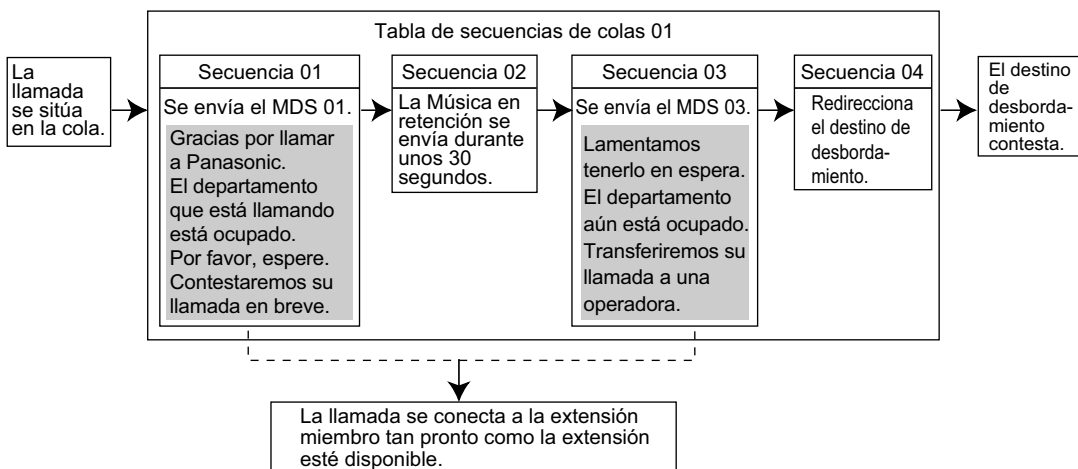 Tabla de secuencias de colas 01
La
llamada
se sitúa
en la cola.
Secuencia 01
Se envía el MDS 01.
Gracias por llamar
a Panasonic.
El departamento
que está llamando
está ocupado.
Por favor, espere.
Contestaremos su
llamada en breve.
Secuencia 02
La Música en
retención se
envía durante
unos 30
segundos.
Secuencia 03
Se envía el MDS 03.
Lamentamos
tenerlo en espera.
El departamento
aún está ocupado.
Transferiremos su
llamada a una
operadora.
Secuencia 04
Redirecciona
el destino de
desborda-
miento.
El destino
de
desborda-
miento
contesta.
La llamada se conecta a la extensión
miembro tan pronto como la extensión
esté disponible.